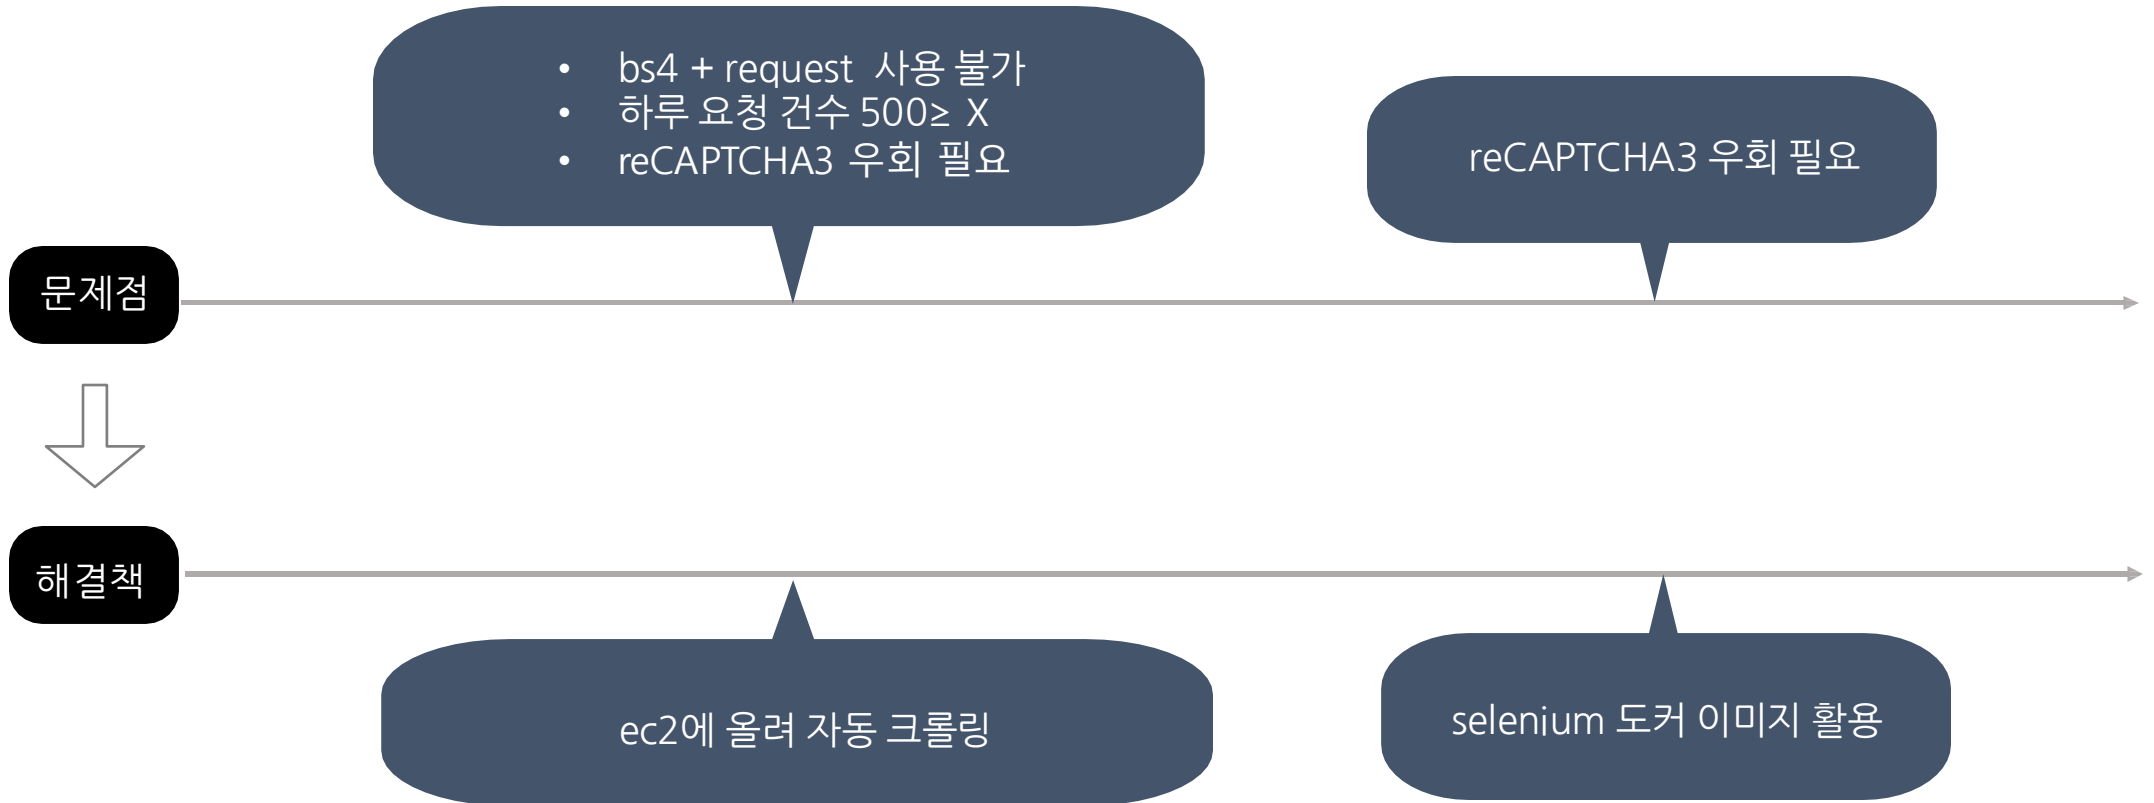 • bs4 + request 사용 불가
• 하루 요청 건수 500≥ X
• reCAPTCHA3 우회 필요
reCAPTCHA3 우회 필요
문제점
해결책
ec2에 올려 자동 크롤링
selenium 도커 이미지 활용